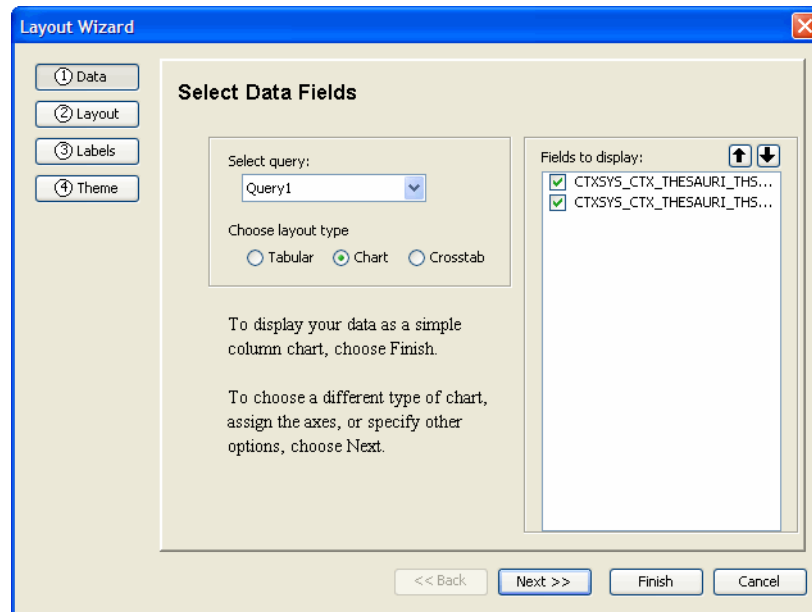 Layout Wizard
① Data
② Layout
③ Labels
④ Theme
Select Data Fields
Select query:
Query1
Choose layout type
Tabular
Chart
Crosstab
To display your data as a simple
column chart, choose Finish.
To choose a different type of chart,
assign the axes, or specify other
options, choose Next.
Fields to display:
CTXSYS_CTX_THESAURI_THS...
CTXSYS_CTX_THESAURI_THS...
<< Back
Next >>
Finish
Cancel